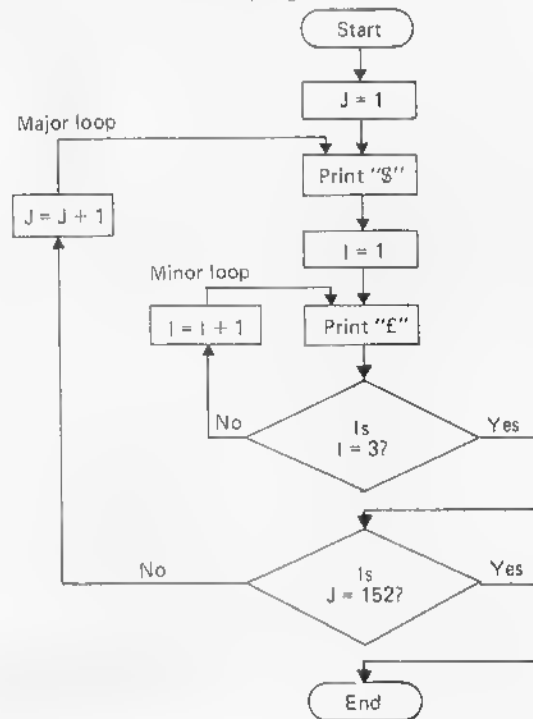 Start
J = 1
Major loop
Print "$"
J = J + 1
I = 1
Minor loop
I = I + 1
Print "£"
No
Is
I = 3?
Yes
No
Is
J = 152?
Yes
End